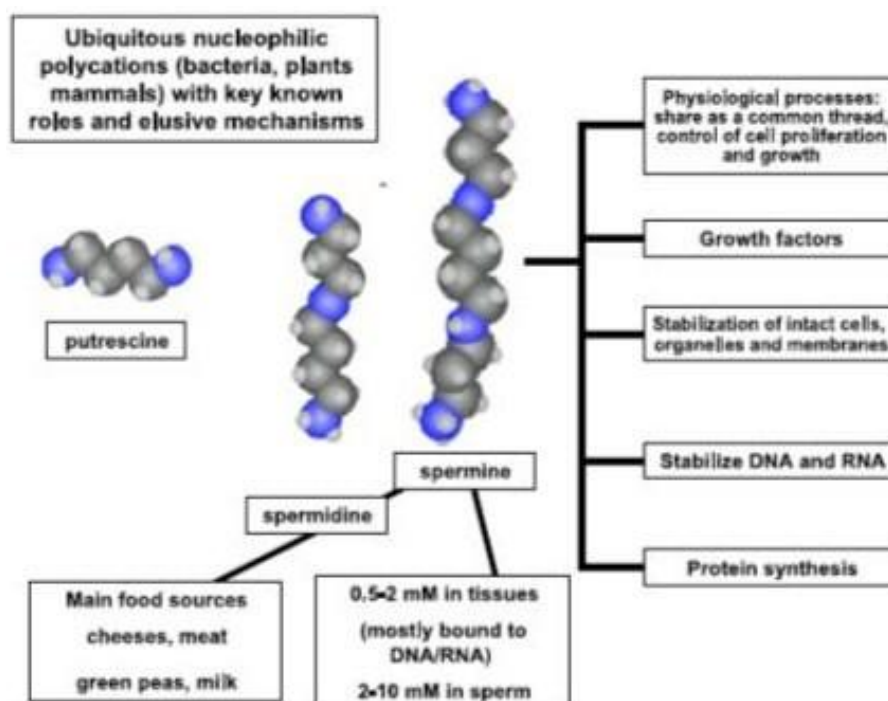 Ubiquitous nucleophilic
polycations (bacteria, plants
mammals) with key known
roles and elusive mechanisms
Physiological processes:
share as a common thread,
control of cell proliferation
and growth
Growth factors
Stabilization of intact cells,
organelles and membranes
Stabilize DNA and RNA
Protein synthesis
putrescine
spermine
spermidine
Main food sources
cheeses, meat
green peas, milk
0.5-2 mM in tissues
(mostly bound to
DNA/RNA)
2-10 mM in sperm